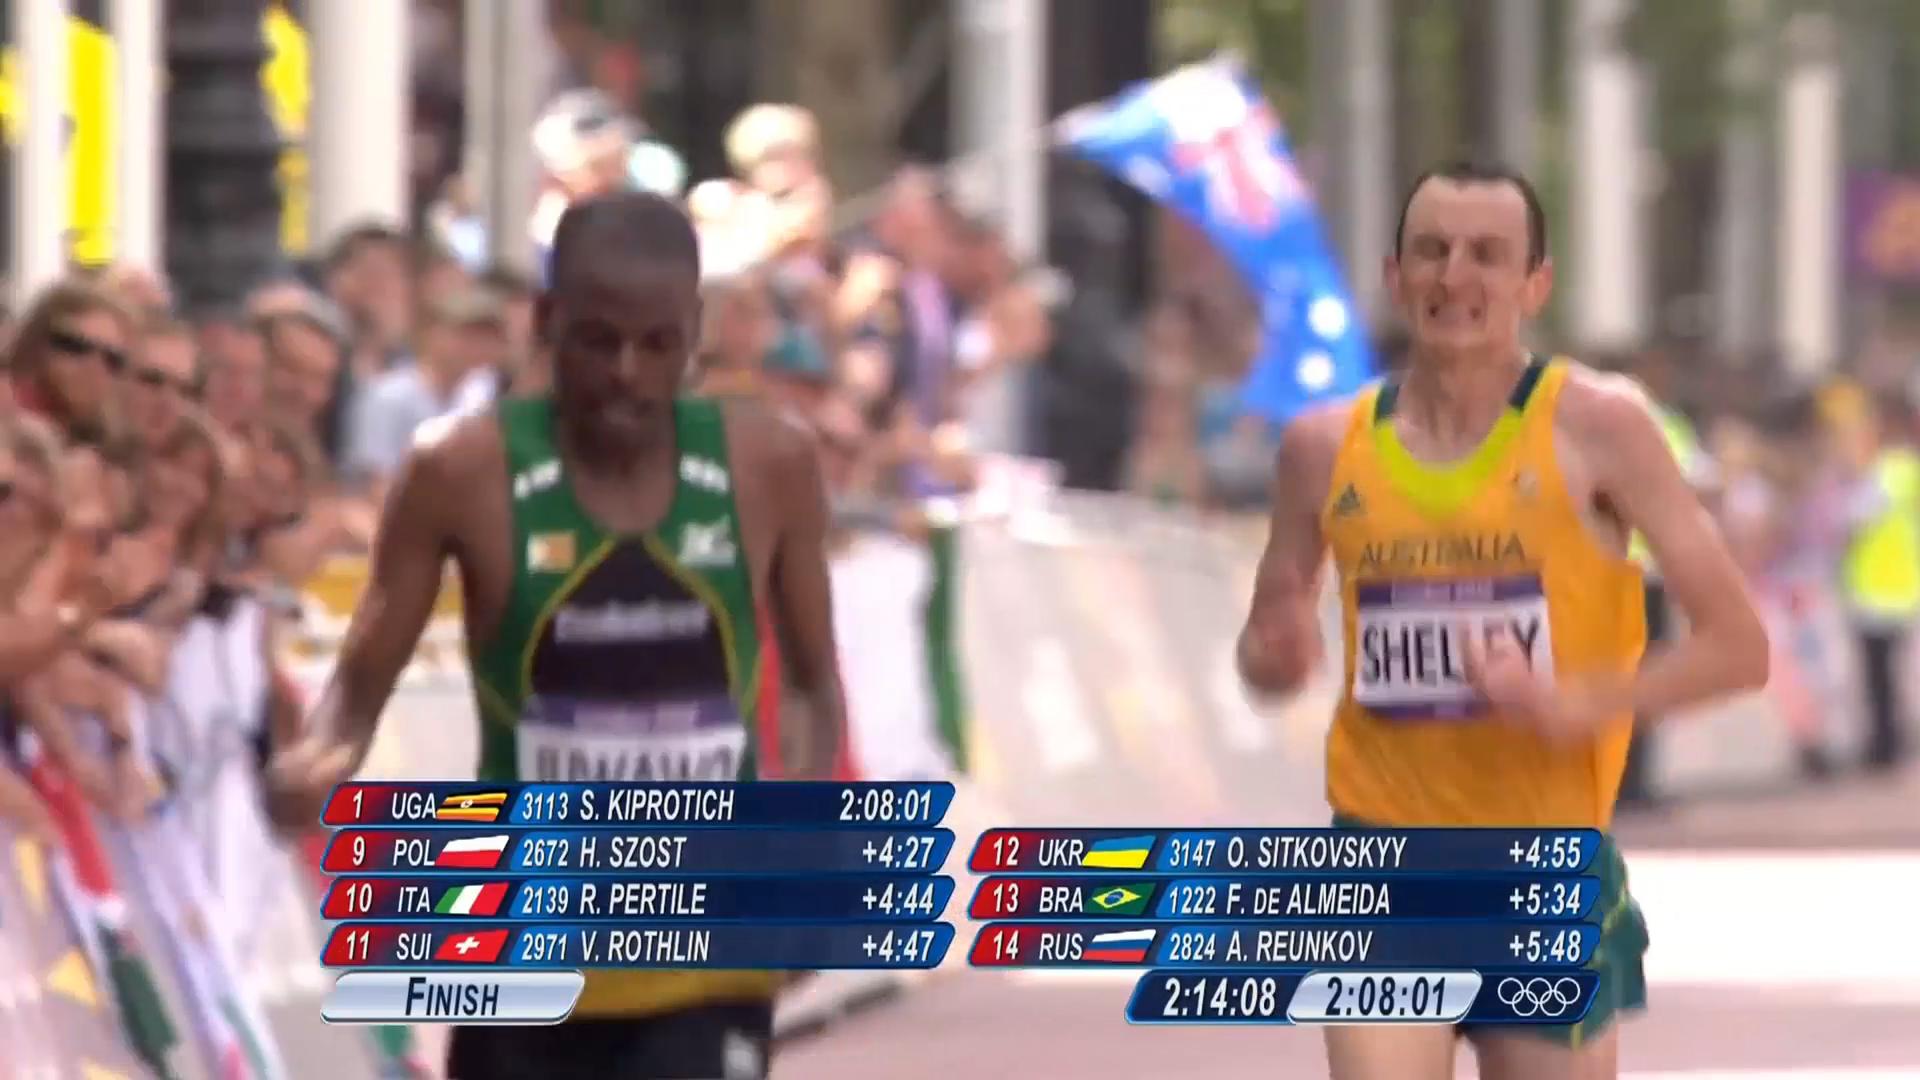 AUSTRALIA
SHELLEY
1 UGA 3113 S. KIPROTICH 2:08:01
9 POL 2672 H. SZOST +4:27
10 ITA 2139 R. PERTILE +4:44
11 SUI 2971 V. ROTHLIN +4:47
12 UKR 3147 O. SITKOVSKYY +4:55
13 BRA 1222 F. DE ALMEIDA +5:34
14 RUS 2824 A. REUNKOV +5:48
FINISH
2:14:08 2:08:01